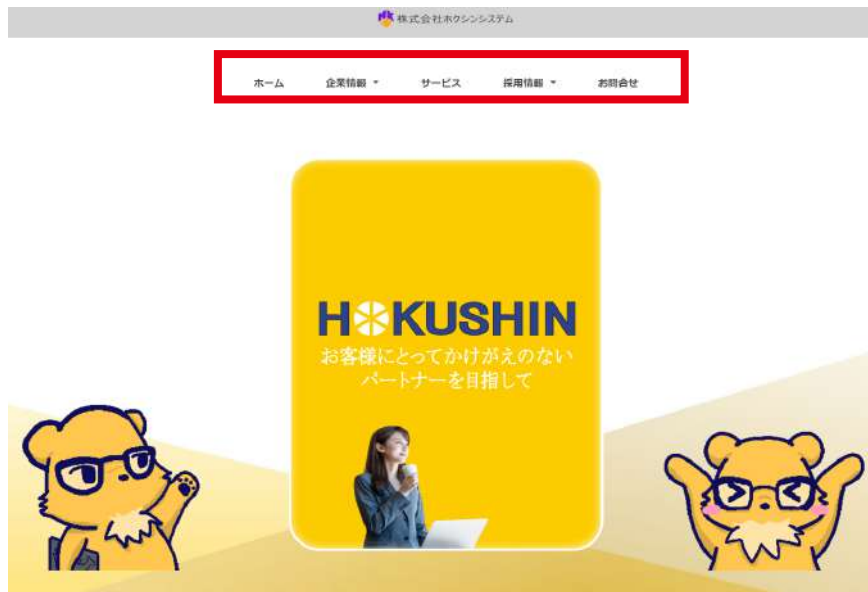 株式会社ホクシンシステム
ホーム 企業情報 サービス 採用情報 お問合せ
HOKUSHIN
お客様にとってかけがえのない
パートナーを目指して